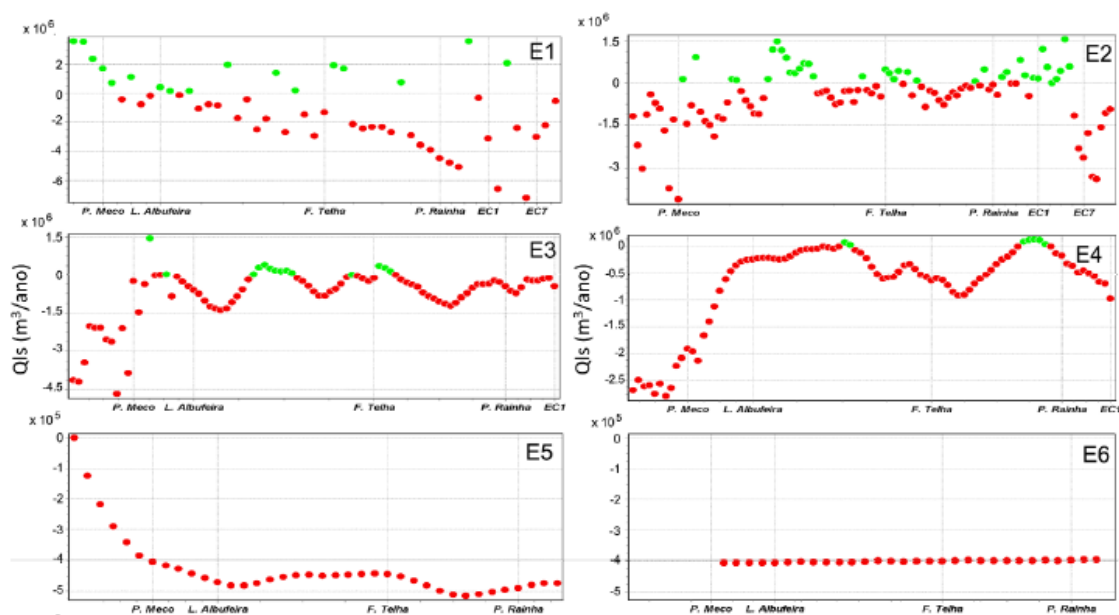 x 10⁶
E1
2
0
-2
-4
-6
P. Meco L. Albufeira F. Telha P. Rainha EC1 EC7
x 10⁶
E2
1.5
0
-1.5
-3
P. Meco F. Telha P. Rainha EC1 EC7
QIs (m³/ano)
E3
1.5
0
-1.5
-3
-4.5
P. Meco L. Albufeira F. Telha P. Rainha EC1
QIs (m³/ano)
x 10⁶
E4
0
-0.5
-1
-1.5
-2
-2.5
P. Meco L. Albufeira F. Telha P. Rainha EC1
x 10⁵
E5
0
-1
-2
-3
-4
-5
P. Meco L. Albufeira F. Telha P. Rainha
x 10⁵
E6
0
-1
-2
-3
-4
-5
P. Meco L. Albufeira F. Telha P. Rainha